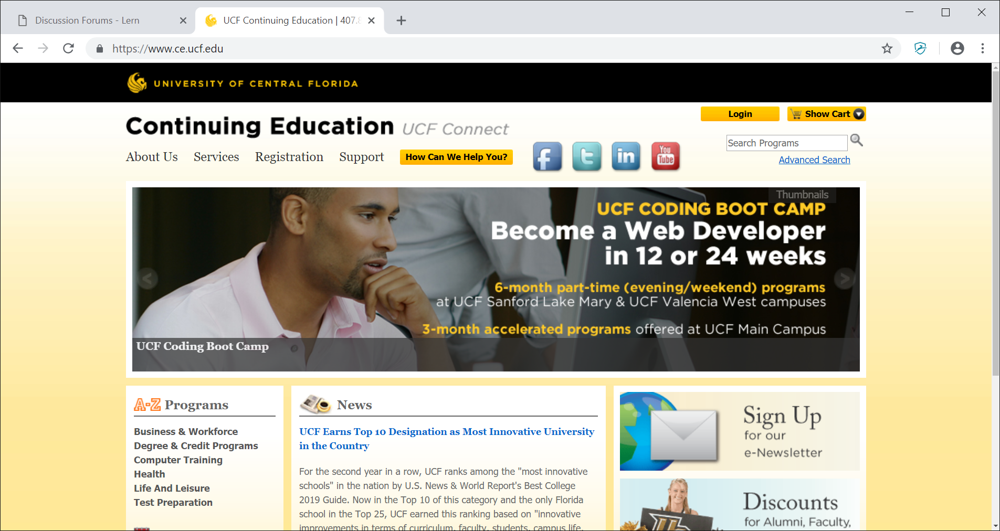 Discussion Forums - Lern
UCF Continuing Education | 407.8
https://www.ce.ucf.edu
UNIVERSITY OF CENTRAL FLORIDA
Login
Show Cart
Continuing Education UCF Connect
Search Programs
Advanced Search
About Us Services Registration Support How Can We Help You?
f t in You Tube
Thumbnails
UCF CODING BOOT CAMP
Become a Web Developer
in 12 or 24 weeks
< >
6-month part-time (evening/weekend) programs
at UCF Sanford Lake Mary & UCF Valencia West campuses
3-month accelerated programs offered at UCF Main Campus
UCF Coding Boot Camp
A-Z Programs
Business & Workforce
Degree & Credit Programs
Computer Training
Health
Life And Leisure
Test Preparation
News
UCF Earns Top 10 Designation as Most Innovative University
in the Country
For the second year in a row, UCF ranks among the "most innovative
schools" in the nation by U.S. News & World Report's Best College
2019 Guide. Now in the Top 10 of this category and the only Florida
school in the Top 25, UCF earned this ranking based on "innovative
improvements in terms of curriculum, faculty, students, campus life,
Sign Up
for our
e-Newsletter
Discounts
for Alumni, Faculty,